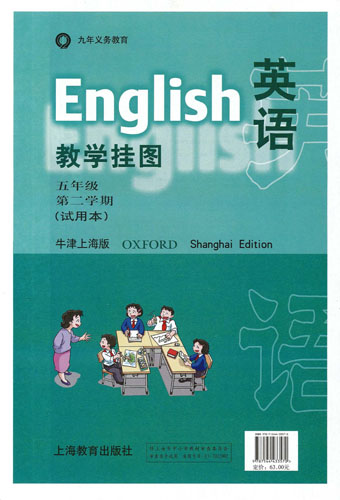 九年义务教育
英语
English
教学挂图
五年级
第二学期
(试用本)
牛津上海版 OXFORD Shanghai Edition
上海教育出版社
定价：63.00元